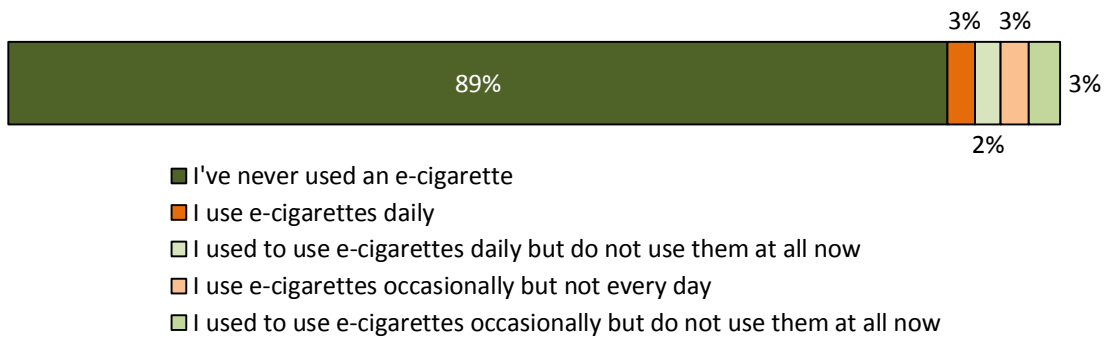 3% 3%
89%
3%
2%
I've never used an e-cigarette
I use e-cigarettes daily
I used to use e-cigarettes daily but do not use them at all now
I use e-cigarettes occasionally but not every day
I used to use e-cigarettes occasionally but do not use them at all now